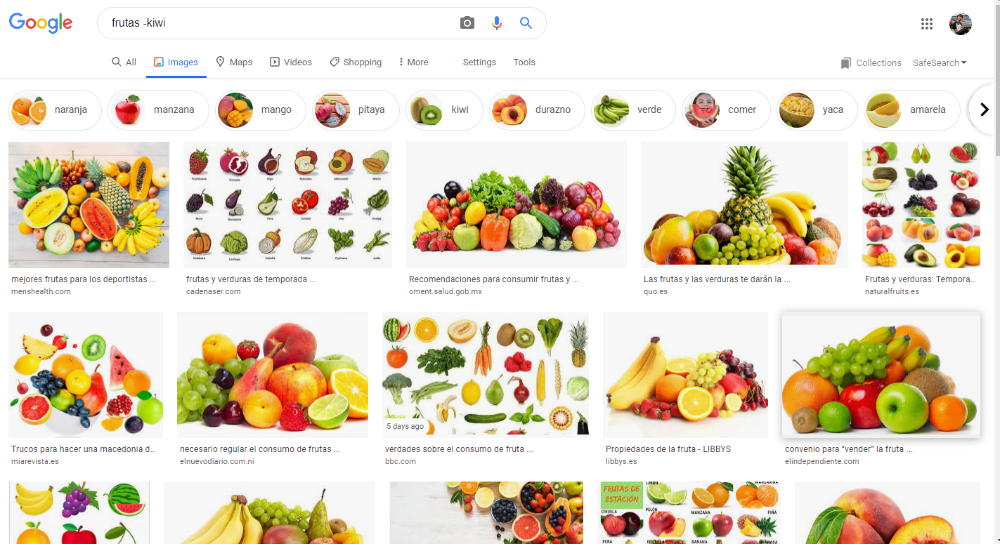 Google
frutas -kiwi
All
Images
Maps
Videos
Shopping
More
Settings
Tools
Collections
SafeSearch
naranja
manzana
mango
pitaya
kiwi
durazno
verde
comer
yaca
amarela
Frambuesa
Granada
Higo
Manzana
Melocotón
Melón
Mora
Berenjena
Pera
Tomate
Uva
Acelga
Calabaza
Lechuga
Cebolla
Endibia
Espinaca
Judía
mejores frutas para los deportistas ...
menshealth.com
frutas y verduras de temporada ...
cadenaser.com
Recomendaciones para consumir frutas y ...
oment.salud.gob.mx
Las frutas y las verduras te darán la ...
quo.es
Frutas y verduras: Tempora...
naturalfruits.es
5 days ago
Trucos para hacer una macedonia d...
miarevista.es
necesario regular el consumo de frutas ...
elnuevodiario.com.ni
verdades sobre el consumo de fruta ...
bbc.com
Propiedades de la fruta - LIBBYS
libbys.es
convenio para “vender” la fruta ...
elindependiente.com
FRUTAS DE
ESTACIÓN
LIMÓN
MANDARINA
CIRUELA
PELÓN
MANZANA
PIÑA
PERA
FRUTILLA
BANANA
GRANADA